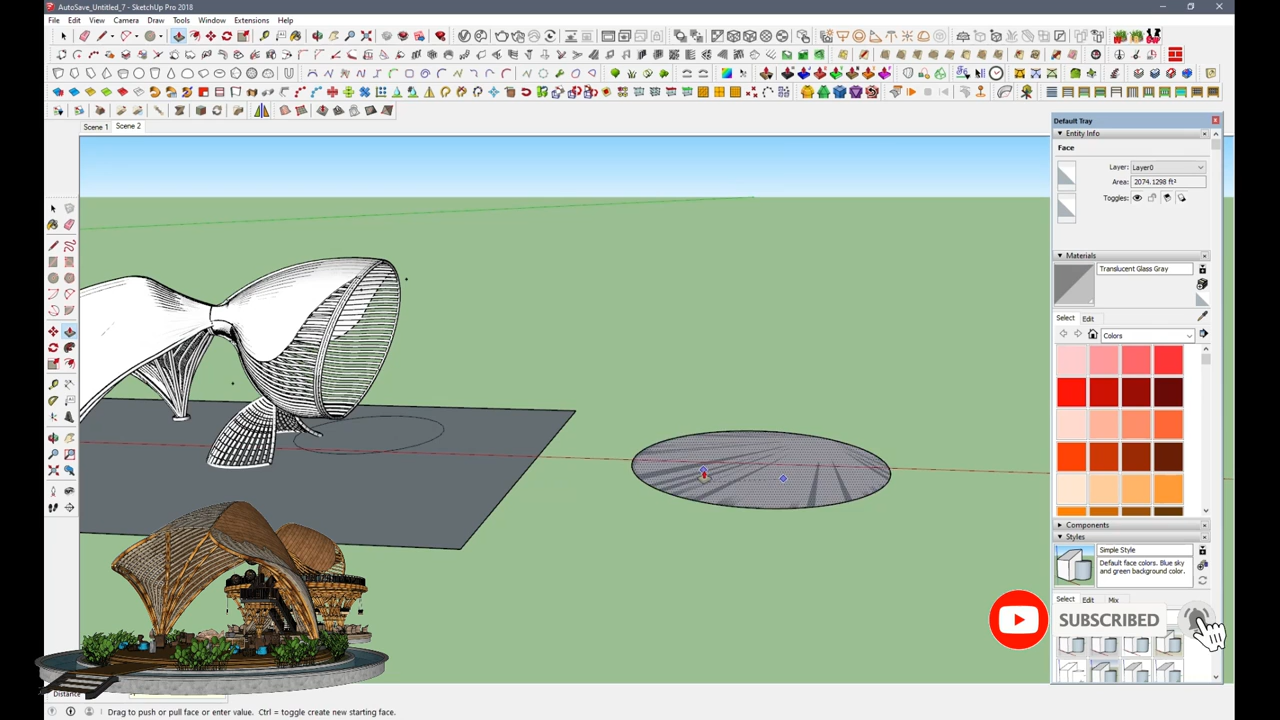 AutoSave_Untitled_7 - SketchUp Pro 2018
File Edit View Camera Draw Tools Window Extensions Help
Scene 1 Scene 2
Default Tray
Entity Info
Face
Layer: Layer0
Area: 2074.1298 ft²
Toggles:
Materials
Translucent Glass Gray
Select Edit
Colors
Components
Styles
Simple Style
Default face colors. Blue sky
and green background color.
Select Edit Mix
SUBSCRIBED
Distance
Drag to push or pull face or enter value. Ctrl = toggle create new starting face.